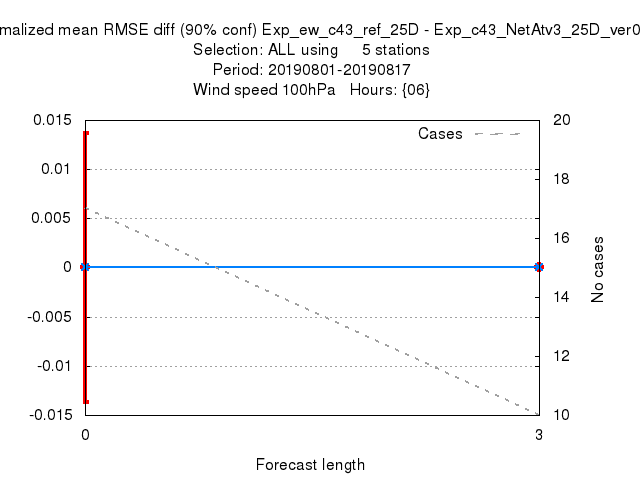 malized mean RMSE diff (90% conf) Exp_ew_c43_ref_25D - Exp_c43_NetAtv3_25D_ver0
Selection: ALL using 5 stations
Period: 20190801-20190817
Wind speed 100hPa Hours: {06}
0.015
0.01
0.005
0
-0.005
-0.01
-0.015
Cases
20
18
16
14
12
10
No cases
0 3
Forecast length